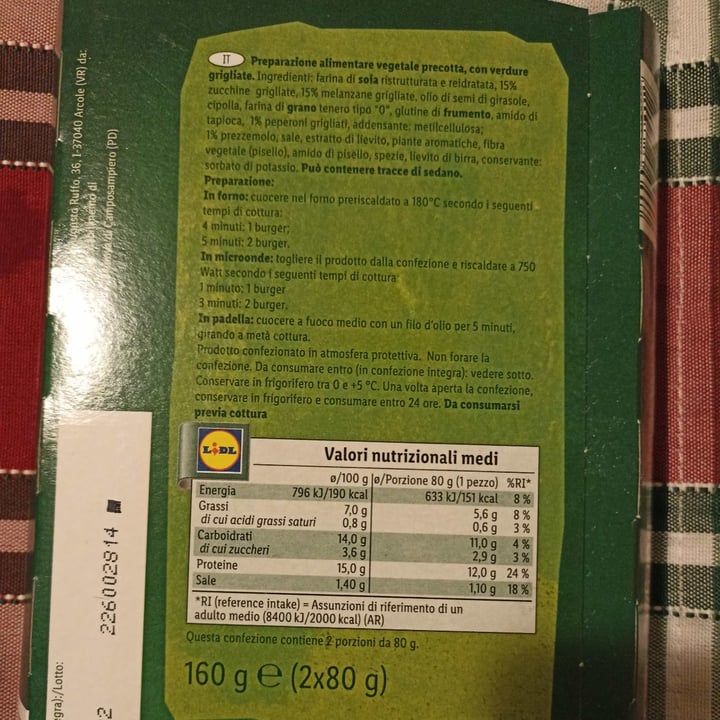 IT Preparazione alimentare vegetale precotta, con verdure
grigliate. Ingredienti: farina di soia ristrutturata e reidratata, 15%
zucchine grigliate, 15% melanzane grigliate, olio di semi di girasole,
cipolla, farina di grano tenero tipo "0", glutine di frumento, amido di
tapioca, 1% peperoni grigliati, addensante: metilcellulosa;
1% prezzemolo, sale, estratto di lievito, piante aromatiche, fibra
vegetale (pisello), amido di pisello, spezie, lievito di birra, conservante:
sorbato di potassio. Può contenere tracce di sedano.
Preparazione:
In forno: cuocere nel forno preriscaldato a 180°C secondo i seguenti
tempi di cottura:
4 minuti: 1 burger;
5 minuti: 2 burger.
In microonde: togliere il prodotto dalla confezione e riscaldare a 750
Watt secondo i seguenti tempi di cottura:
1 minuto: 1 burger
3 minuti: 2 burger.
In padella: cuocere a fuoco medio con un filo d'olio per 5 minuti,
girando a metà cottura.
Prodotto confezionato in atmosfera protettiva. Non forare la
confezione. Da consumare entro (in confezione integra): vedere sotto.
Conservare in frigorifero tra 0 e +5 °C. Una volta aperta la confezione,
conservare in frigorifero e consumare entro 24 ore. Da consumarsi
previa cottura
LIDL
Valori nutrizionali medi
ø/100 g ø/Porzione 80 g (1 pezzo) %RI*
Energia 796 kJ/190 kcal 633 kJ/151 kcal 8 %
Grassi 7,0 g 5,6 g 8 %
di cui acidi grassi saturi 0,8 g 0,6 g 3 %
Carboidrati 14,0 g 11,0 g 4 %
di cui zuccheri 3,6 g 2,9 g 3 %
Proteine 15,0 g 12,0 g 24 %
Sale 1,40 g 1,10 g 18 %
*RI (reference intake) = Assunzioni di riferimento di un
adulto medio (8400 kJ/2000 kcal) (AR)
Questa confezione contiene 2 porzioni da 80 g.
160 g e (2x80 g)
Ruffo, 36, I-37040 Arcole (VR) da:
di
di Camposampiero (PD)
226002814
/Lotto: